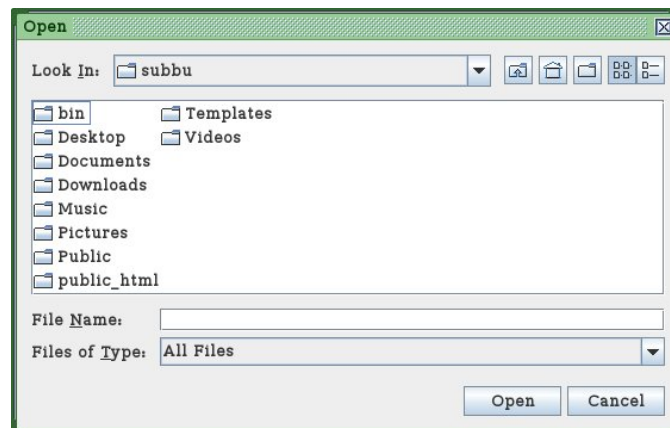 Open
Look In: subbu
bin
Desktop
Documents
Downloads
Music
Pictures
Public
public_html
Templates
Videos
File Name:
Files of Type: All Files
Open Cancel